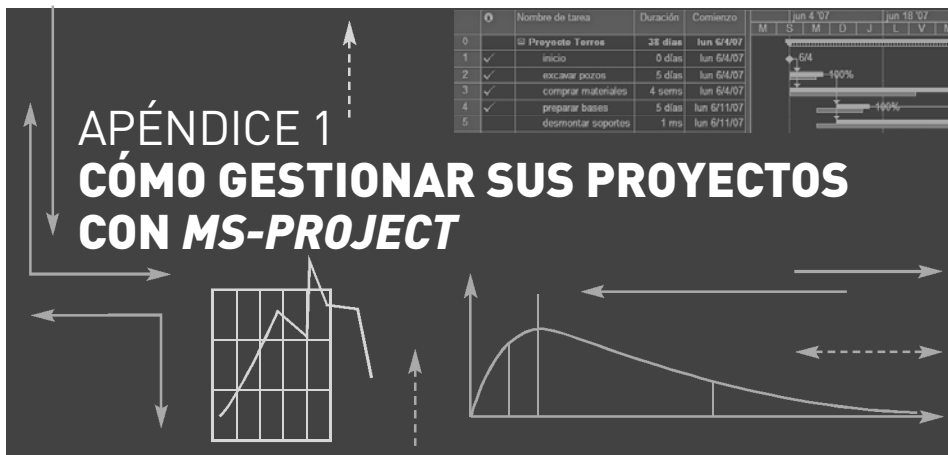 Nombre de tarea Duración Comienzo jun 4 '07 jun 18 '07
M S M D J L V
0 Proyecto Torres 38 días lun 6/4/07
1 inicio 0 días lun 6/4/07 6/4
2 excavar pozos 5 días lun 6/4/07 100%
3 comprar materiales 4 sems lun 6/4/07
4 preparar bases 5 días lun 6/11/07 100%
5 desmontar soportes 1 ms lun 6/11/07
APÉNDICE 1
CÓMO GESTIONAR SUS PROYECTOS
CON MS-PROJECT